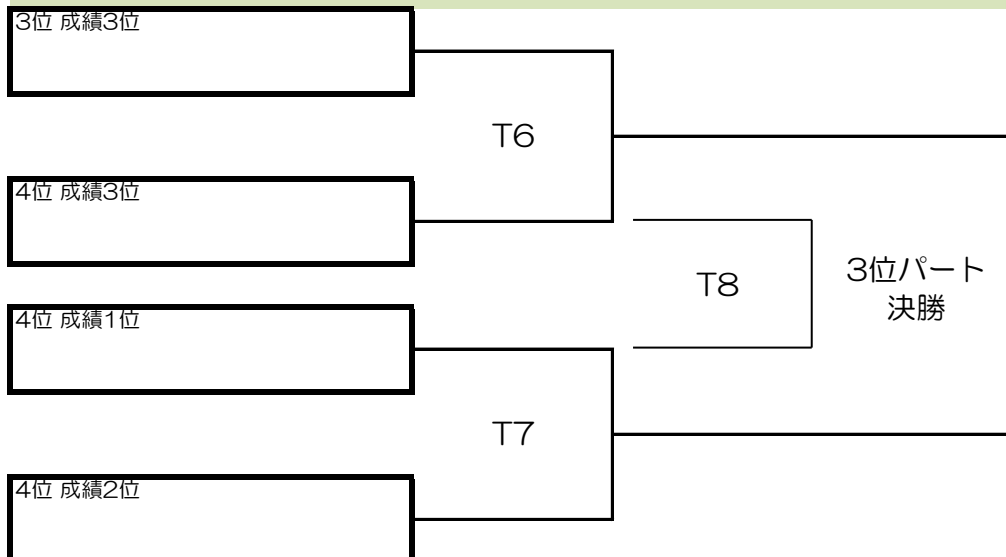 3位 成績3位
T6
4位 成績3位
T8
3位パート
決勝
4位 成績1位
T7
4位 成績2位